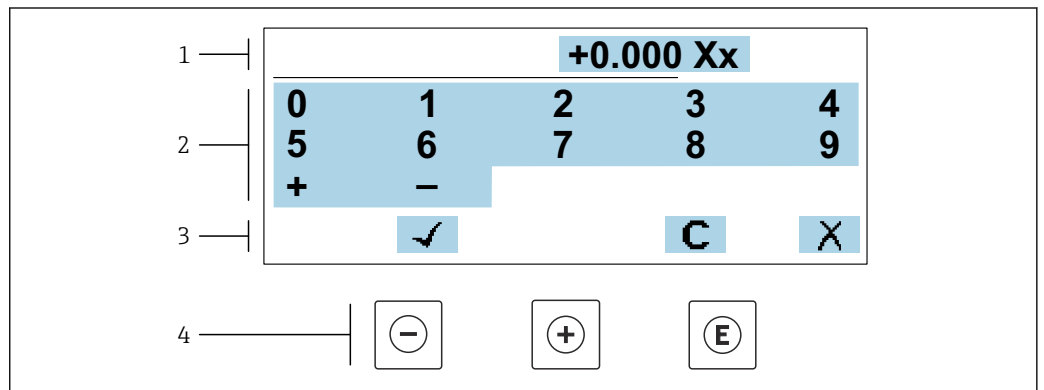 1 +0.000 Xx
0 1 2 3 4
2 5 6 7 8 9
+ –
3 ✓ C X
4 − + E